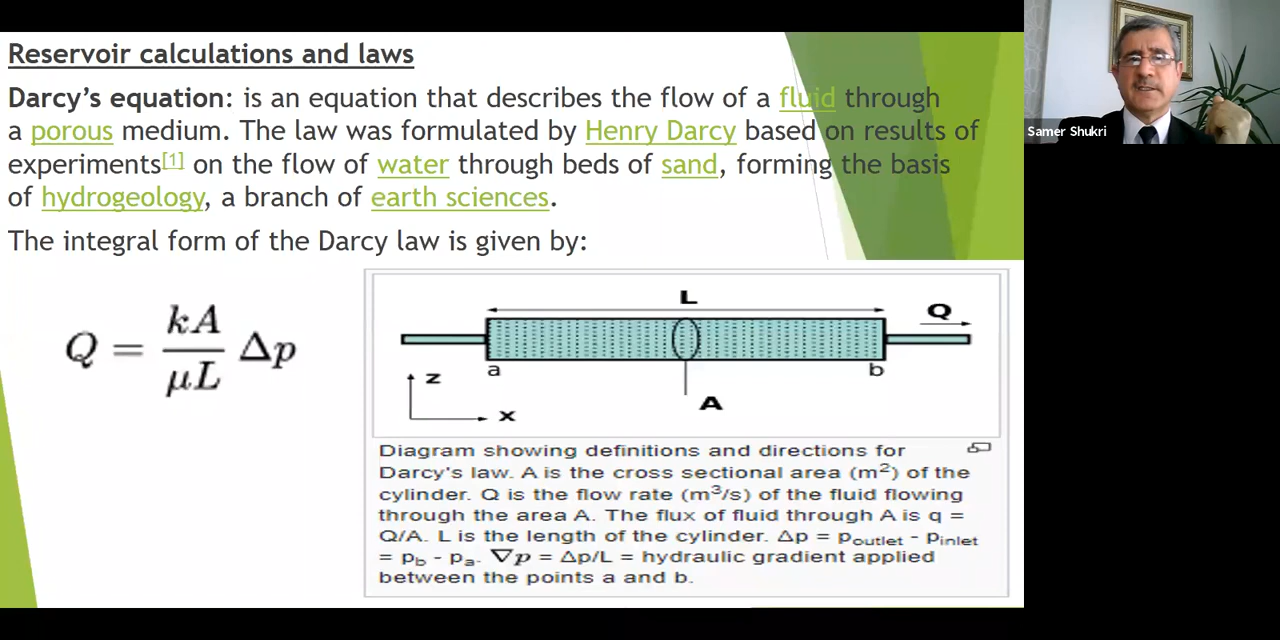 Reservoir calculations and laws
Darcy's equation: is an equation that describes the flow of a fluid through
a porous medium. The law was formulated by Henry Darcy based on results of
experiments[1] on the flow of water through beds of sand, forming the basis
of hydrogeology, a branch of earth sciences.
The integral form of the Darcy law is given by:
Q = kA/μL Δp
L
Q
a
b
z
x
A
Diagram showing definitions and directions for
Darcy's law. A is the cross sectional area (m²) of the
cylinder. Q is the flow rate (m³/s) of the fluid flowing
through the area A. The flux of fluid through A is q =
Q/A. L is the length of the cylinder. Δp = poutlet - pinlet
= pb - pa. ∇p = Δp/L = hydraulic gradient applied
between the points a and b.
Samer Shukri